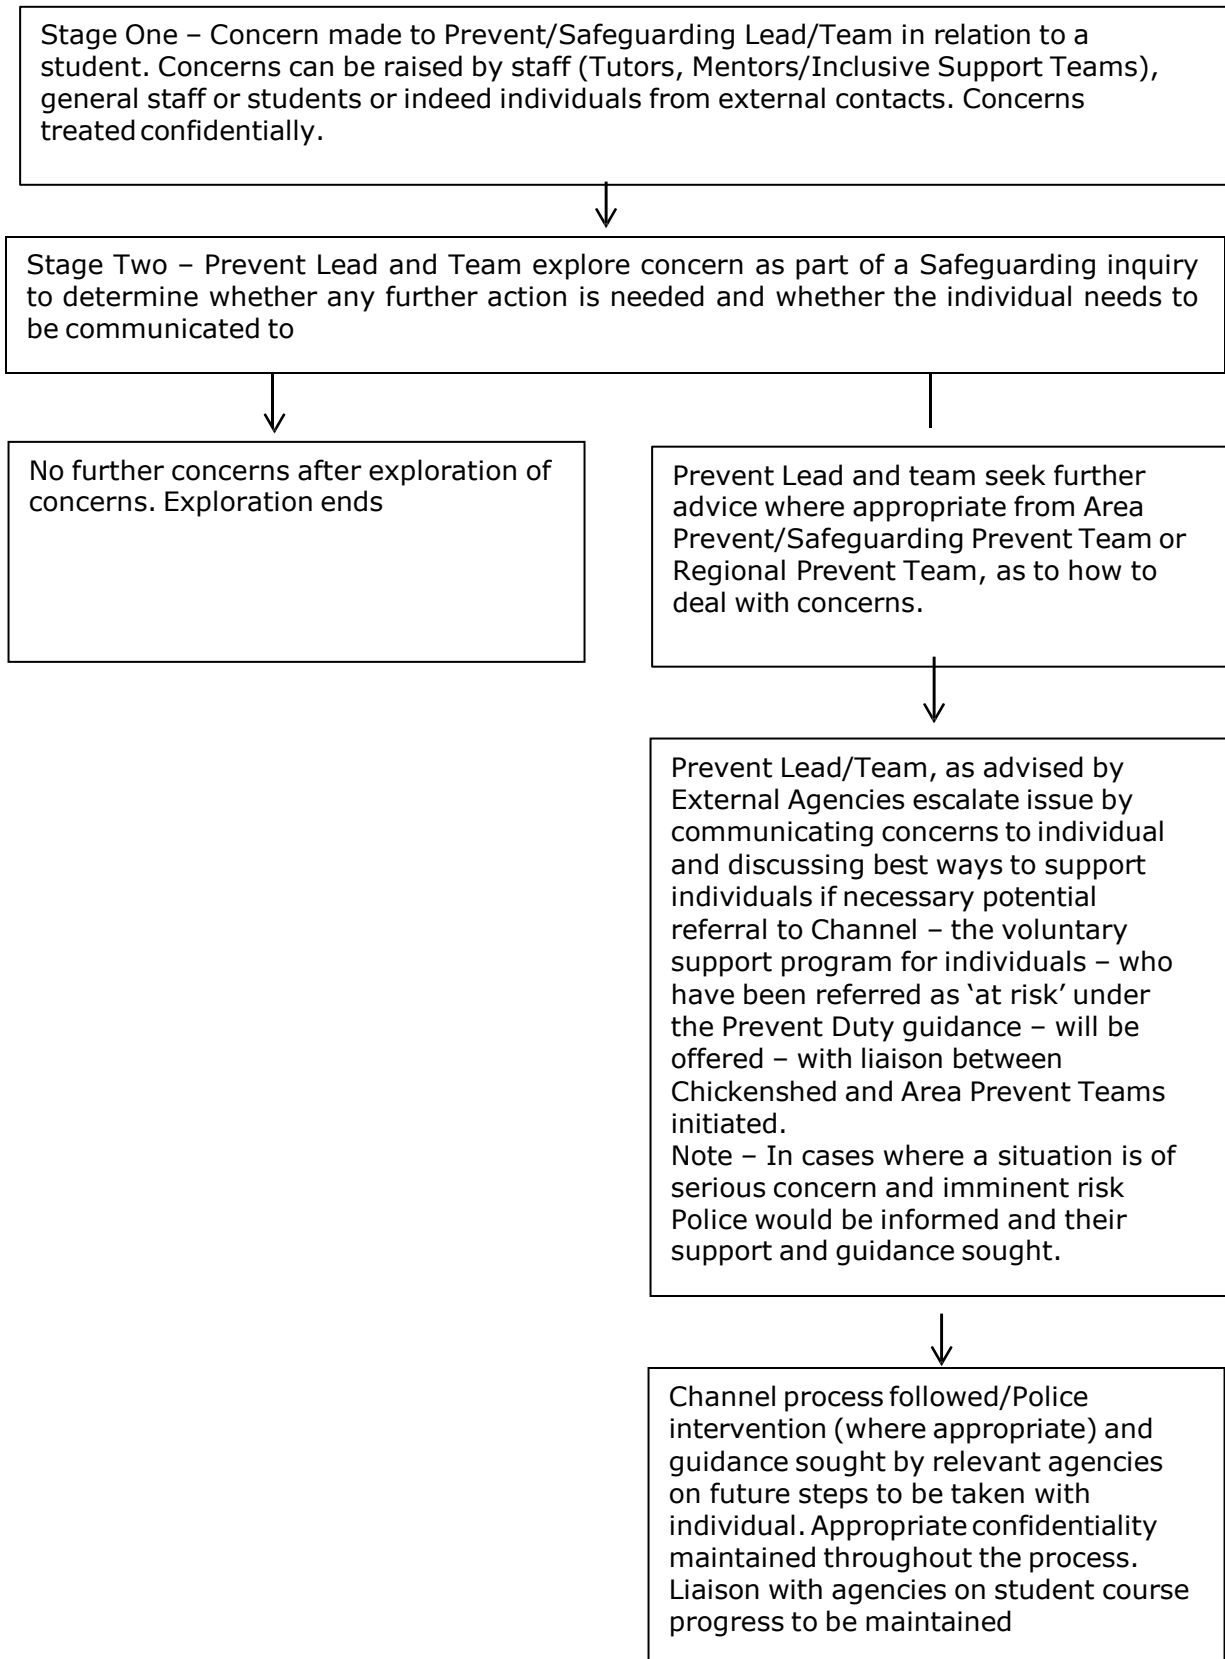 Stage One – Concern made to Prevent/Safeguarding Lead/Team in relation to a
student. Concerns can be raised by staff (Tutors, Mentors/Inclusive Support Teams),
general staff or students or indeed individuals from external contacts. Concerns
treated confidentially.
Stage Two – Prevent Lead and Team explore concern as part of a Safeguarding inquiry
to determine whether any further action is needed and whether the individual needs to
be communicated to
No further concerns after exploration of
concerns. Exploration ends
Prevent Lead and team seek further
advice where appropriate from Area
Prevent/Safeguarding Prevent Team or
Regional Prevent Team, as to how to
deal with concerns.
Prevent Lead/Team, as advised by
External Agencies escalate issue by
communicating concerns to individual
and discussing best ways to support
individuals if necessary potential
referral to Channel – the voluntary
support program for individuals – who
have been referred as ‘at risk’ under
the Prevent Duty guidance – will be
offered – with liaison between
Chickenshed and Area Prevent Teams
initiated.
Note – In cases where a situation is of
serious concern and imminent risk
Police would be informed and their
support and guidance sought.
Channel process followed/Police
intervention (where appropriate) and
guidance sought by relevant agencies
on future steps to be taken with
individual. Appropriate confidentiality
maintained throughout the process.
Liaison with agencies on student course
progress to be maintained